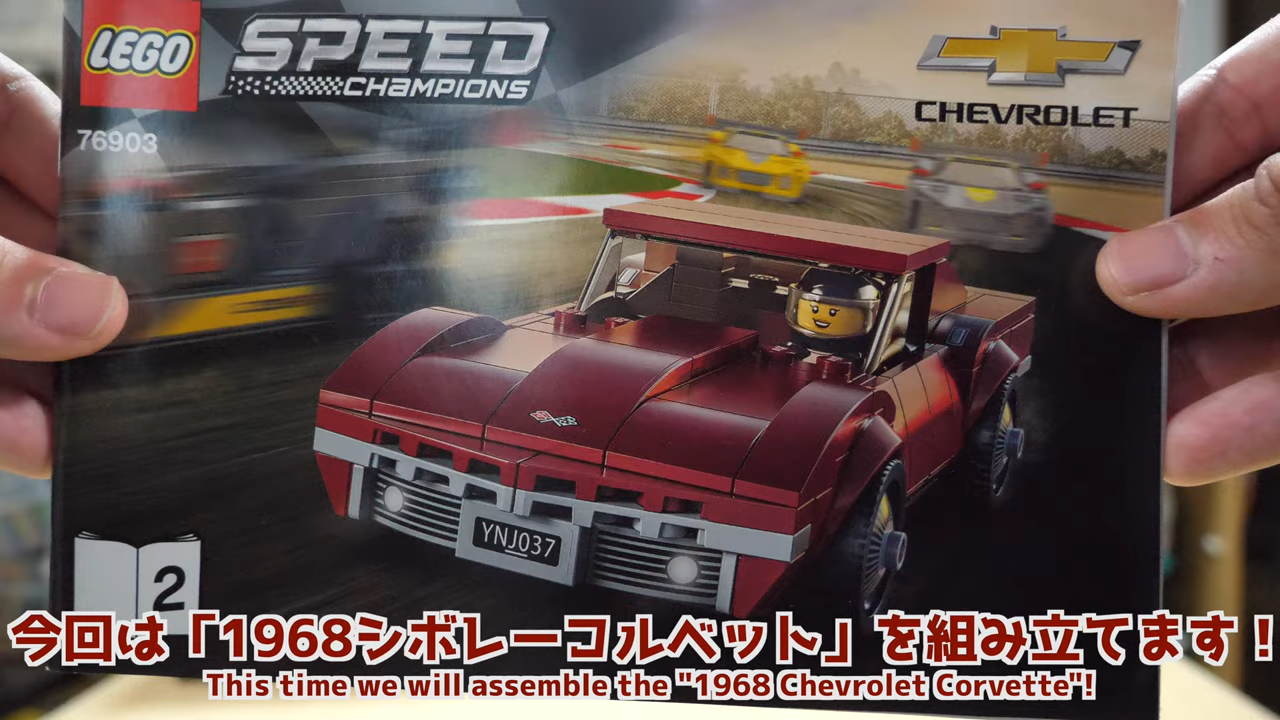 LEGO
SPEED
CHAMPIONS
CHEVROLET
76903
YNJ037
2
今回は「1968シボレーコルベット」を組み立てます！
This time we will assemble the "1968 Chevrolet Corvette"!